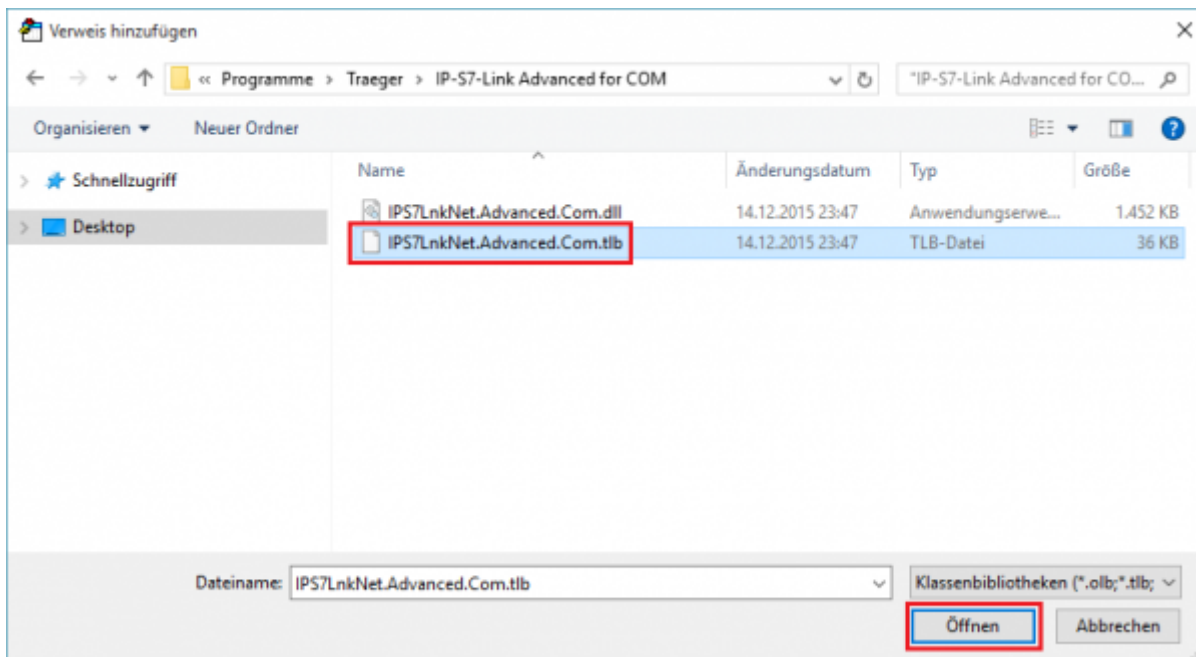 Verweis hinzufügen
« Programme > Traeger > IP-S7-Link Advanced for COM
"IP-S7-Link Advanced for CO...
Organisieren
Neuer Ordner
Schnellzugriff
Desktop
Name Änderungsdatum Typ Größe
IPS7LnkNet.Advanced.Com.dll 14.12.2015 23:47 Anwendungserwe... 1.452 KB
IPS7LnkNet.Advanced.Com.tlb 14.12.2015 23:47 TLB-Datei 36 KB
Dateiname: IPS7LnkNet.Advanced.Com.tlb
Klassenbibliotheken (*.olb;*.tlb;
Öffnen
Abbrechen